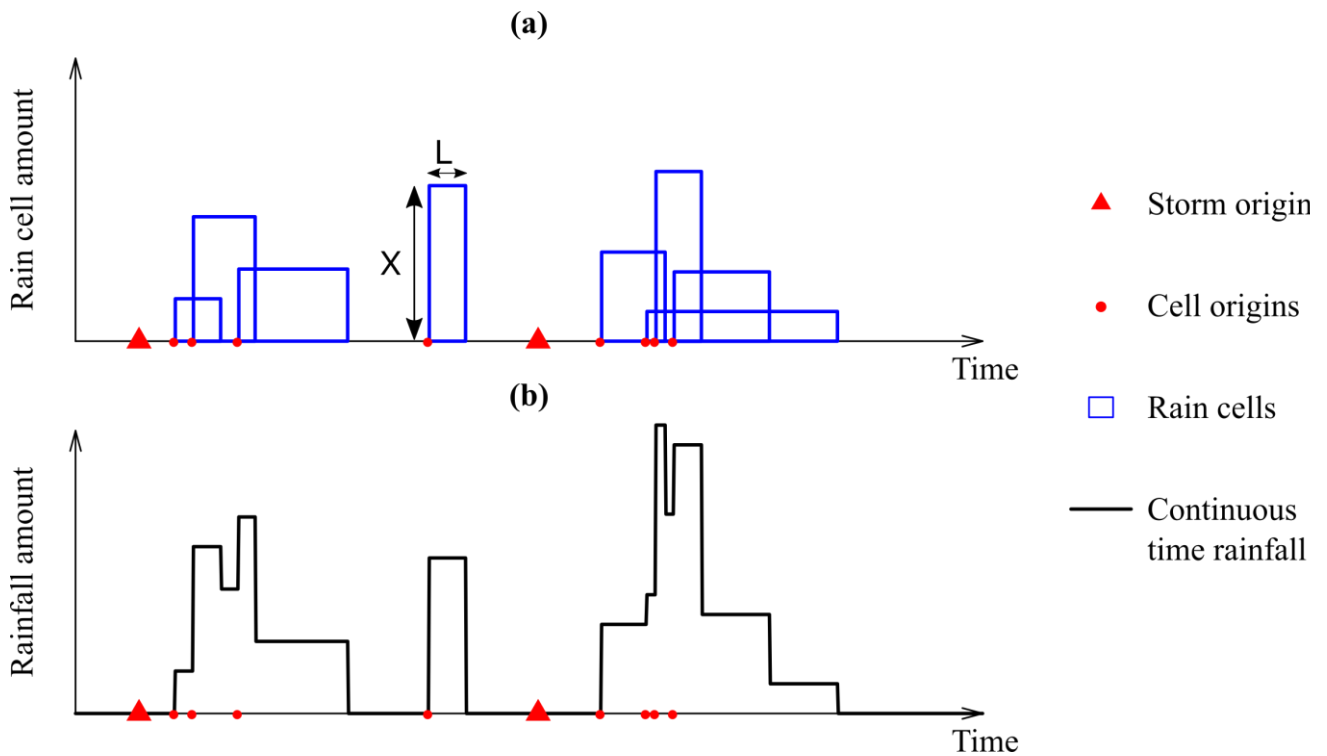 (a)
Rain cell amount
L
X
Time
(b)
Rainfall amount
Time
Storm origin
Cell origins
Rain cells
Continuous
time rainfall